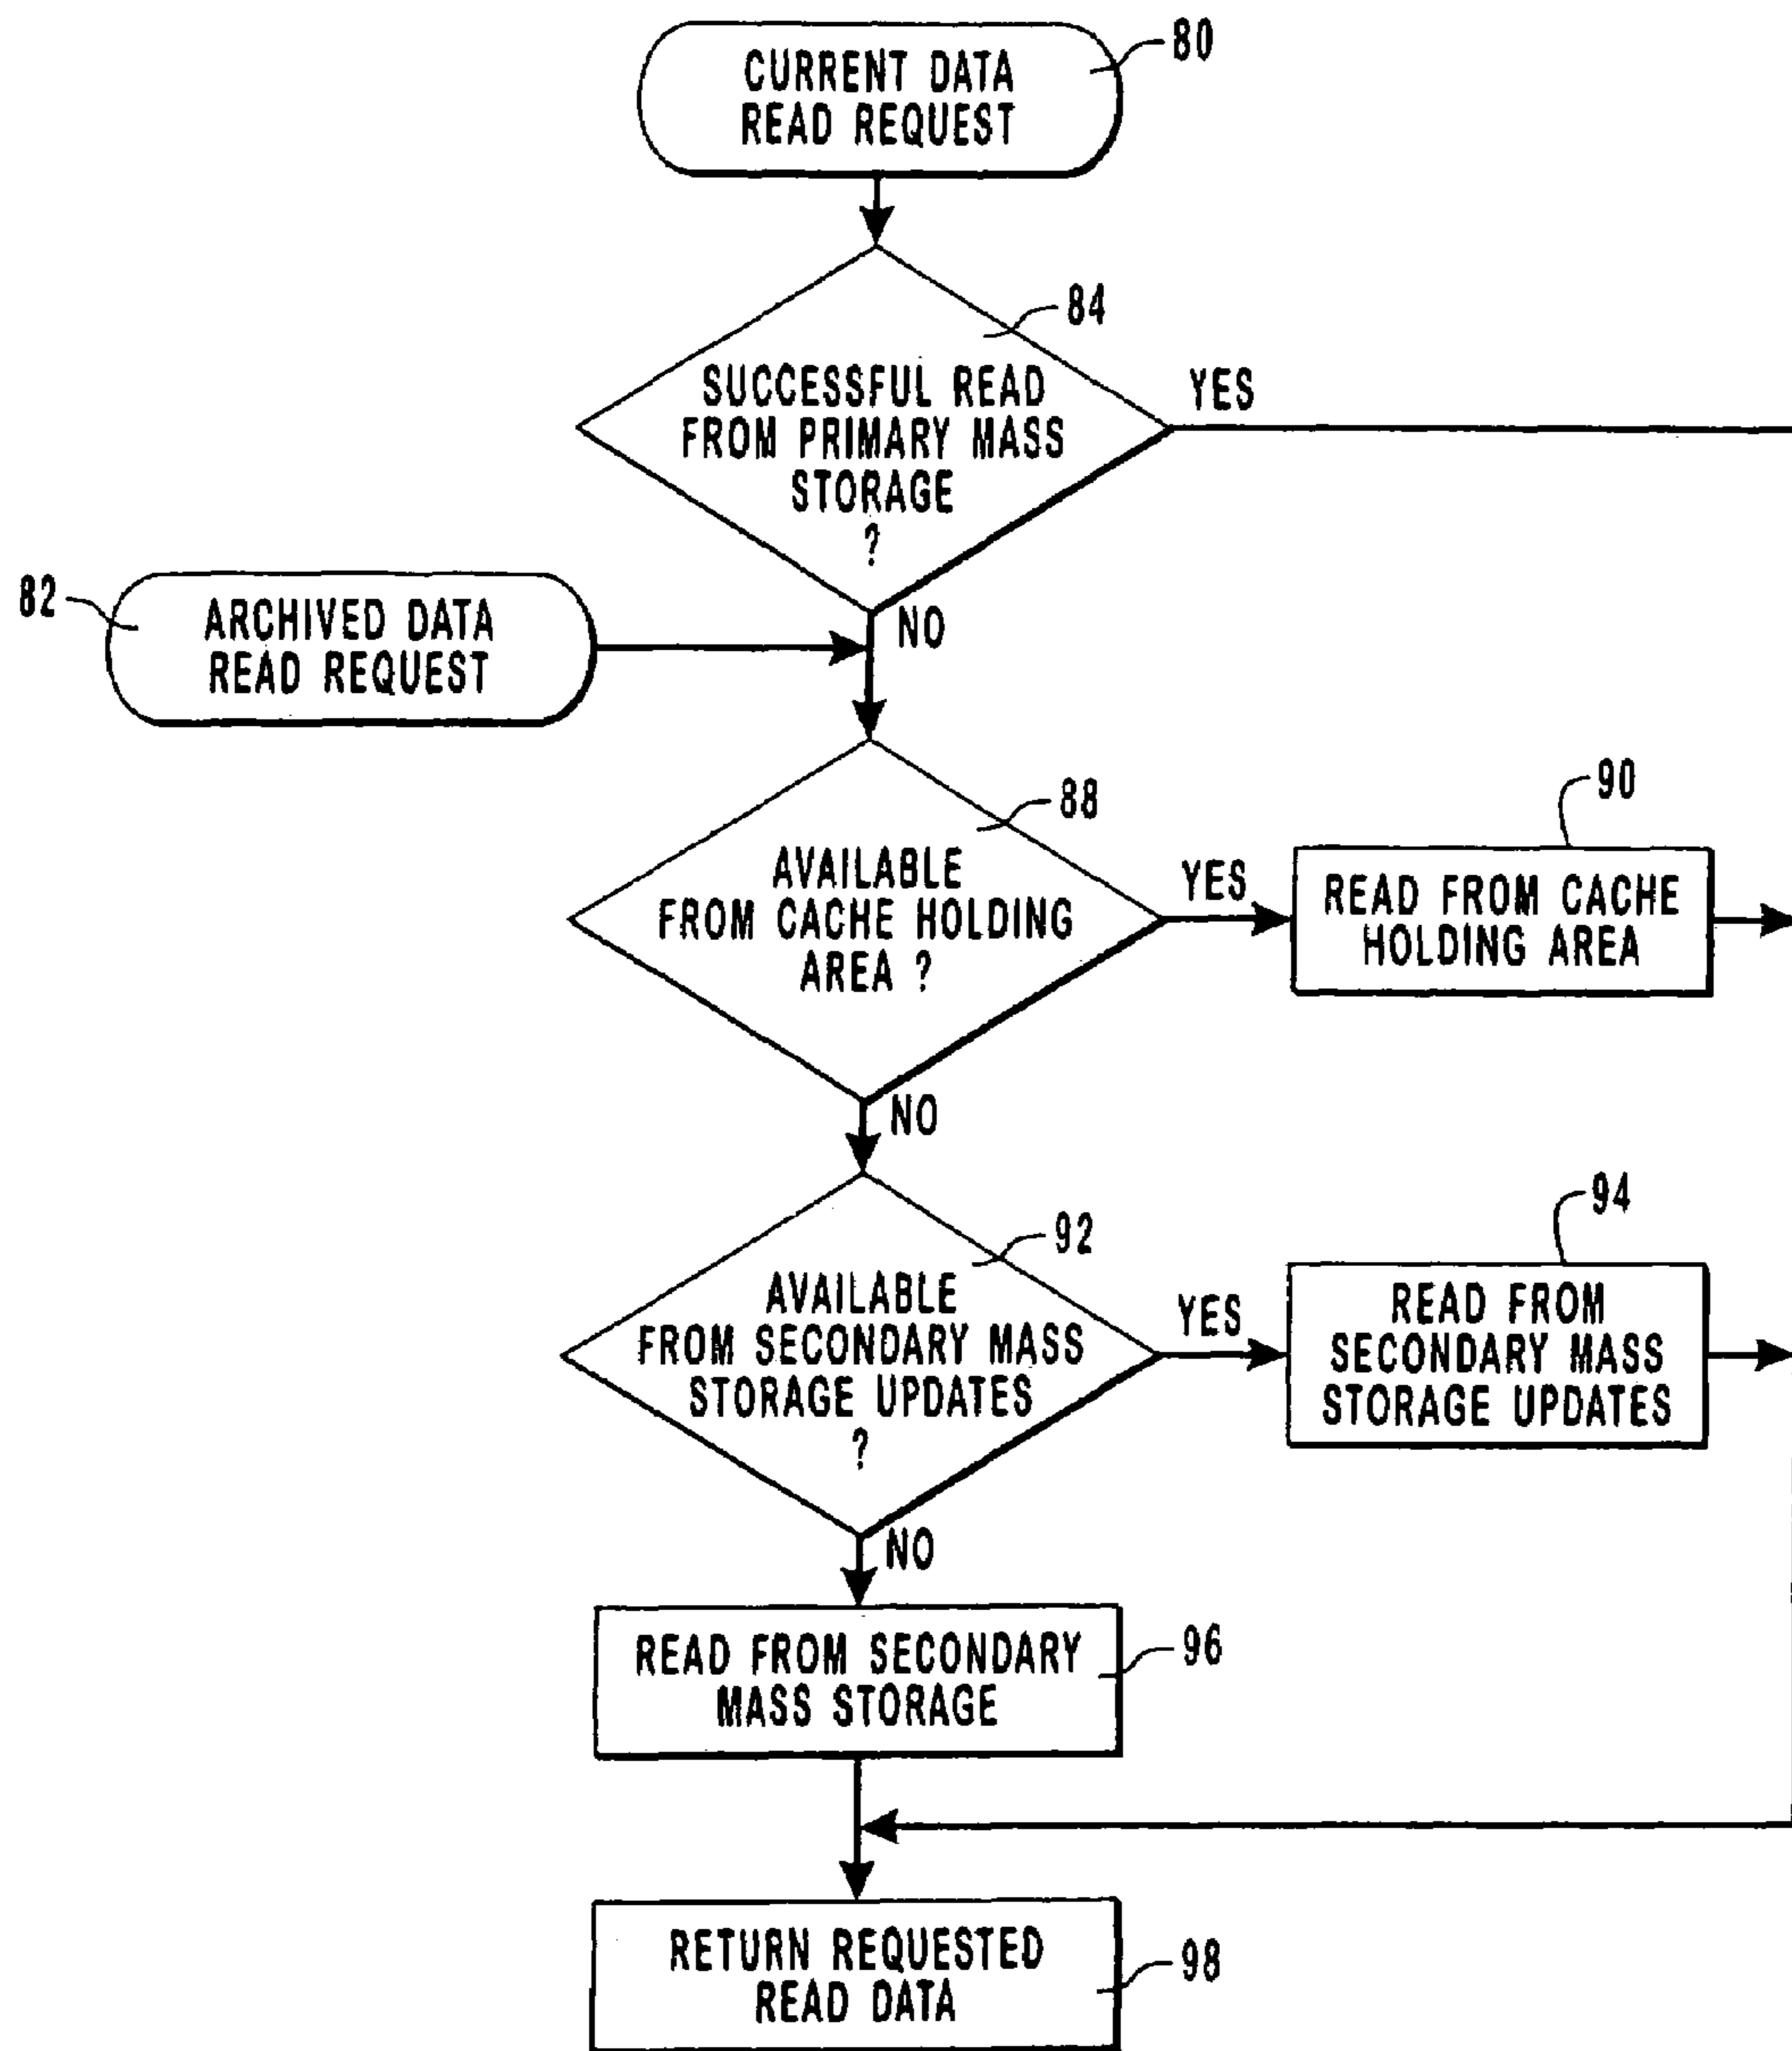 CURRENT DATA
READ REQUEST
80
84
SUCCESSFUL READ
FROM PRIMARY MASS
STORAGE
?
YES
NO
82
ARCHIVED DATA
READ REQUEST
88
AVAILABLE
FROM CACHE HOLDING
AREA ?
YES
90
READ FROM CACHE
HOLDING AREA
NO
92
AVAILABLE
FROM SECONDARY MASS
STORAGE UPDATES
?
YES
94
READ FROM
SECONDARY MASS
STORAGE UPDATES
NO
READ FROM SECONDARY
MASS STORAGE
96
RETURN REQUESTED
READ DATA
98